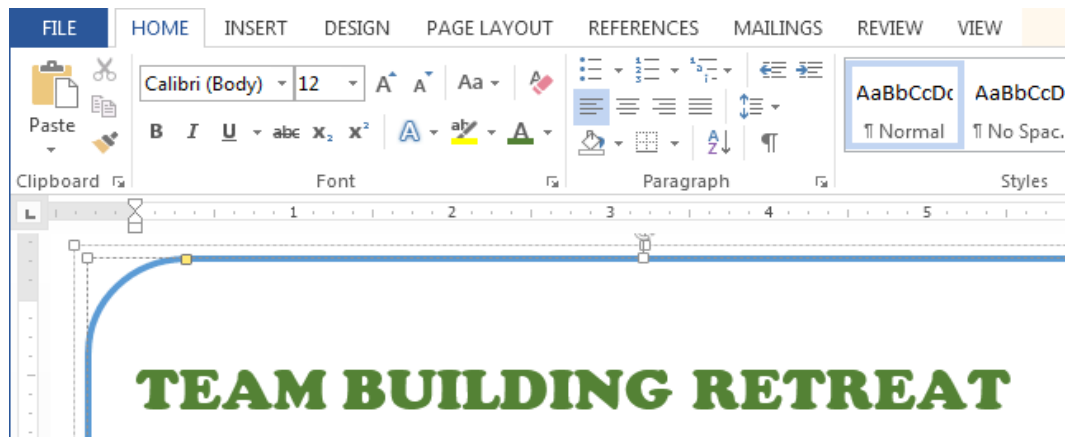 FILE HOME INSERT DESIGN PAGE LAYOUT REFERENCES MAILINGS REVIEW VIEW
Calibri (Body) 12 A A Aa A
Paste B I U abc X₂ X² A ab A A Z ¶
AaBbCcDc AaBbCcD
¶ Normal ¶ No Spac.
Clipboard Font Paragraph Styles
L 1 2 3 4 5
TEAM BUILDING RETREAT